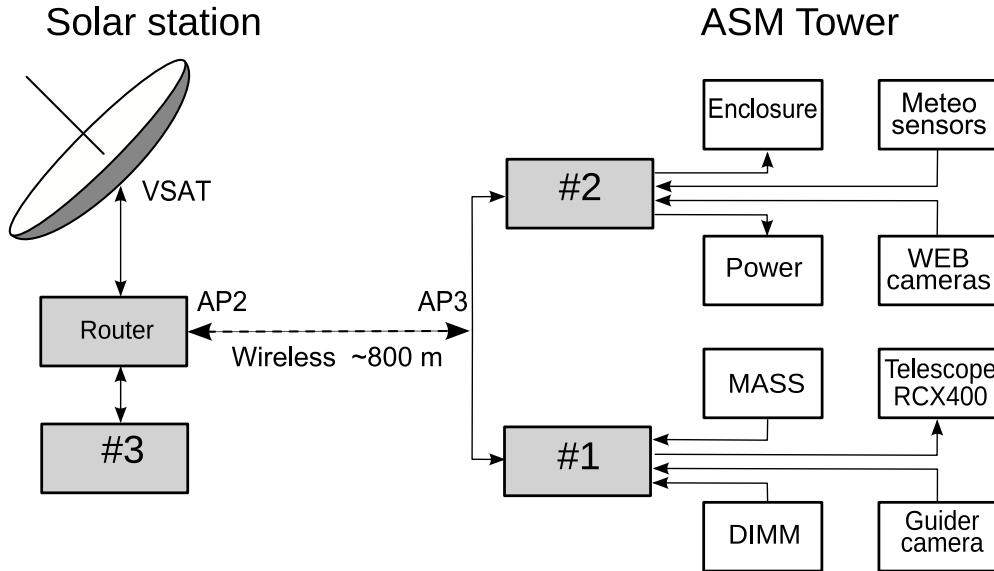 Solar station
ASM Tower
VSAT
Enclosure
Meteo
sensors
#2
AP2
AP3
Power
WEB
cameras
Router
Wireless ~800 m
#3
MASS
Telescope
RCX400
#1
DIMM
Guider
camera